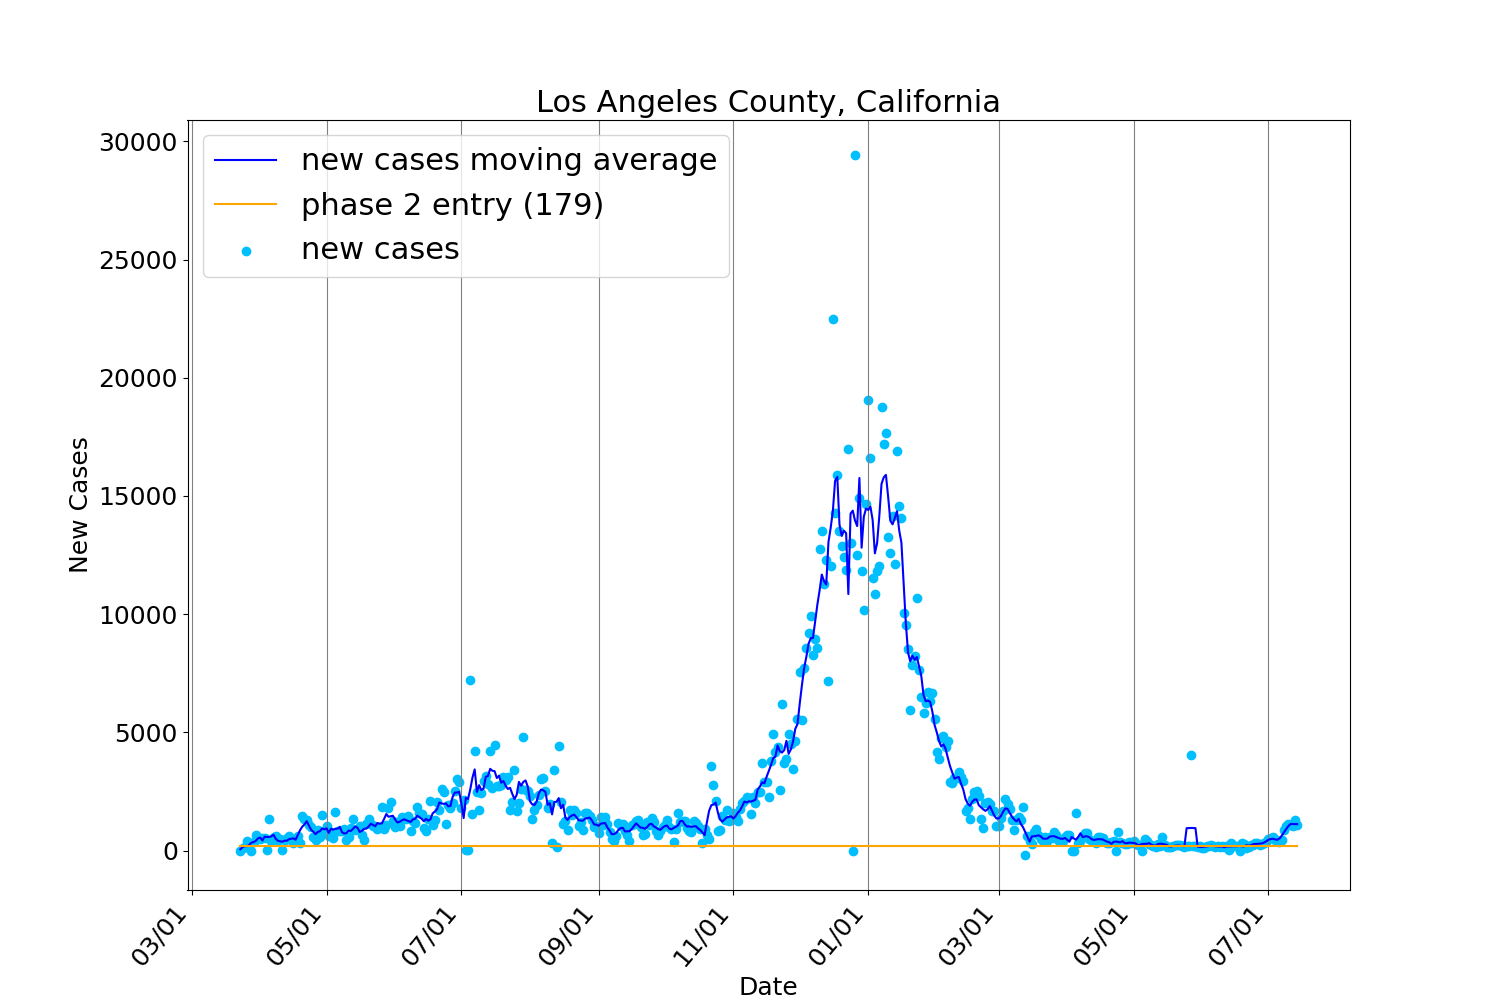 Los Angeles County, California
new cases moving average
phase 2 entry (179)
new cases
30000
25000
20000
15000
10000
5000
0
New Cases
03/01
05/01
07/01
09/01
11/01
01/01
03/01
05/01
07/01
Date